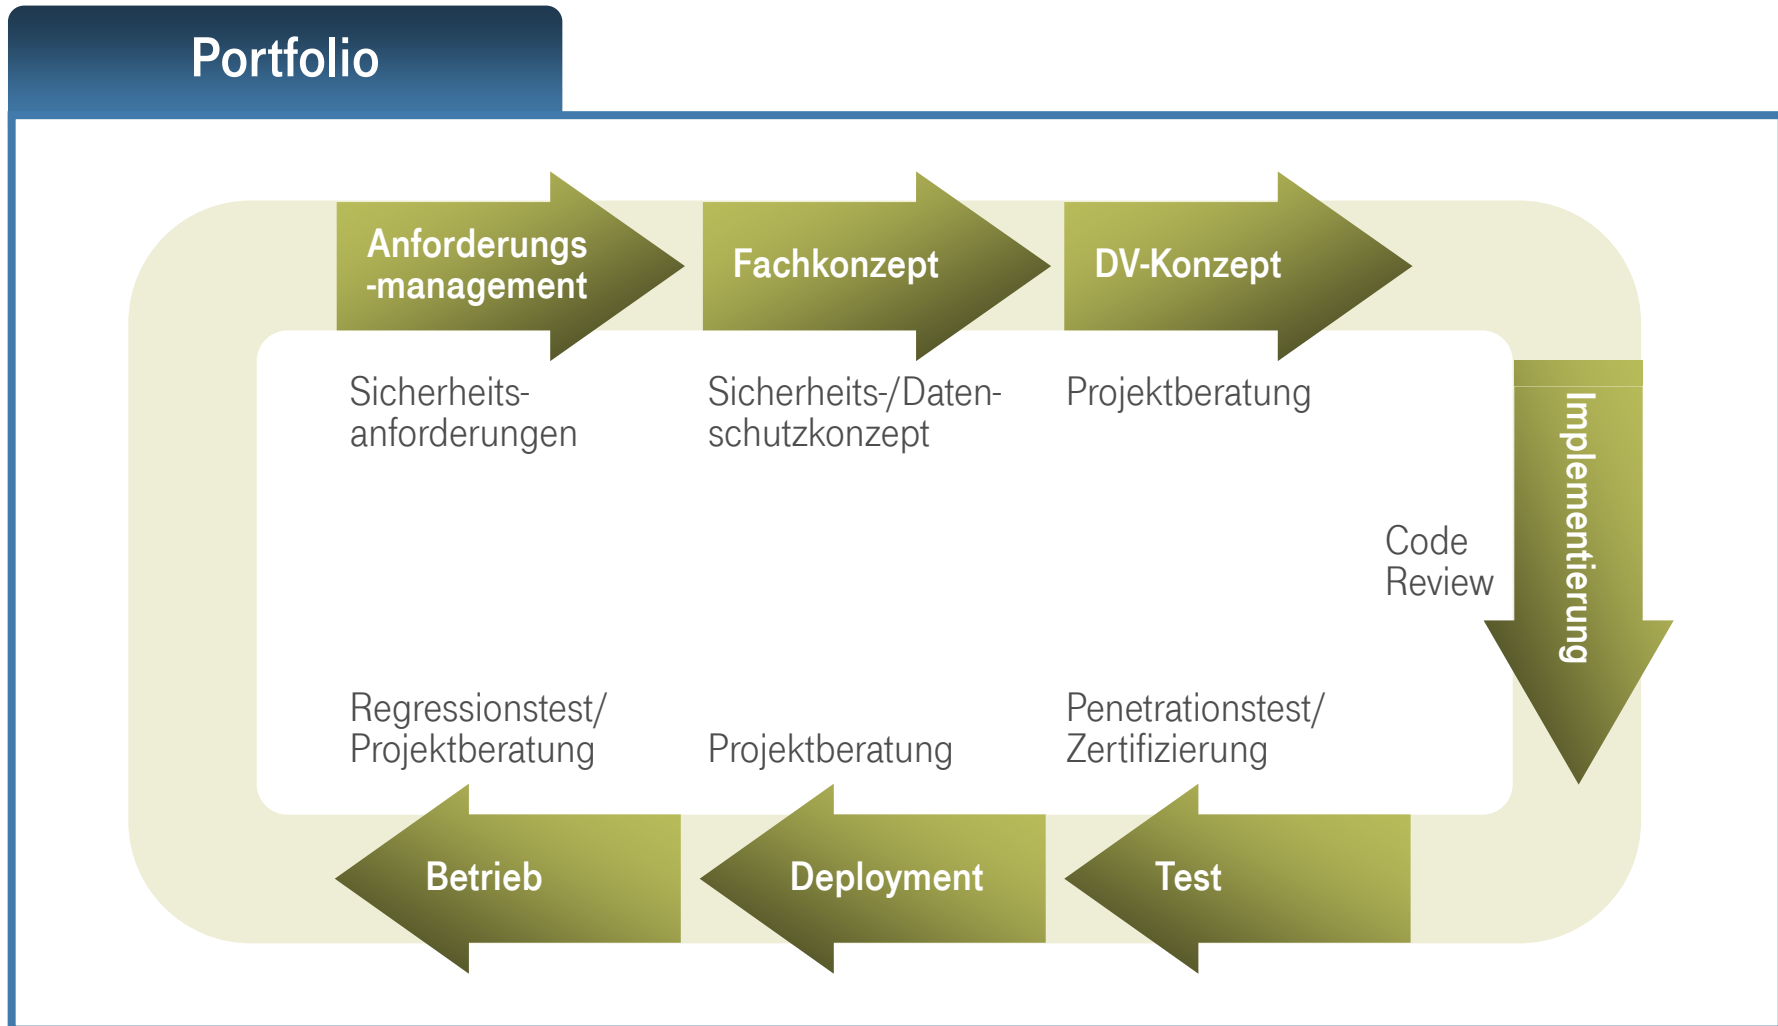 Portfolio
Anforderungs
-management
Fachkonzept
DV-Konzept
Sicherheits-
anforderungen
Sicherheits-/Daten-
schutzkonzept
Projektberatung
Implementierung
Code
Review
Regressionstest/
Projektberatung
Projektberatung
Penetrationstest/
Zertifizierung
Betrieb
Deployment
Test